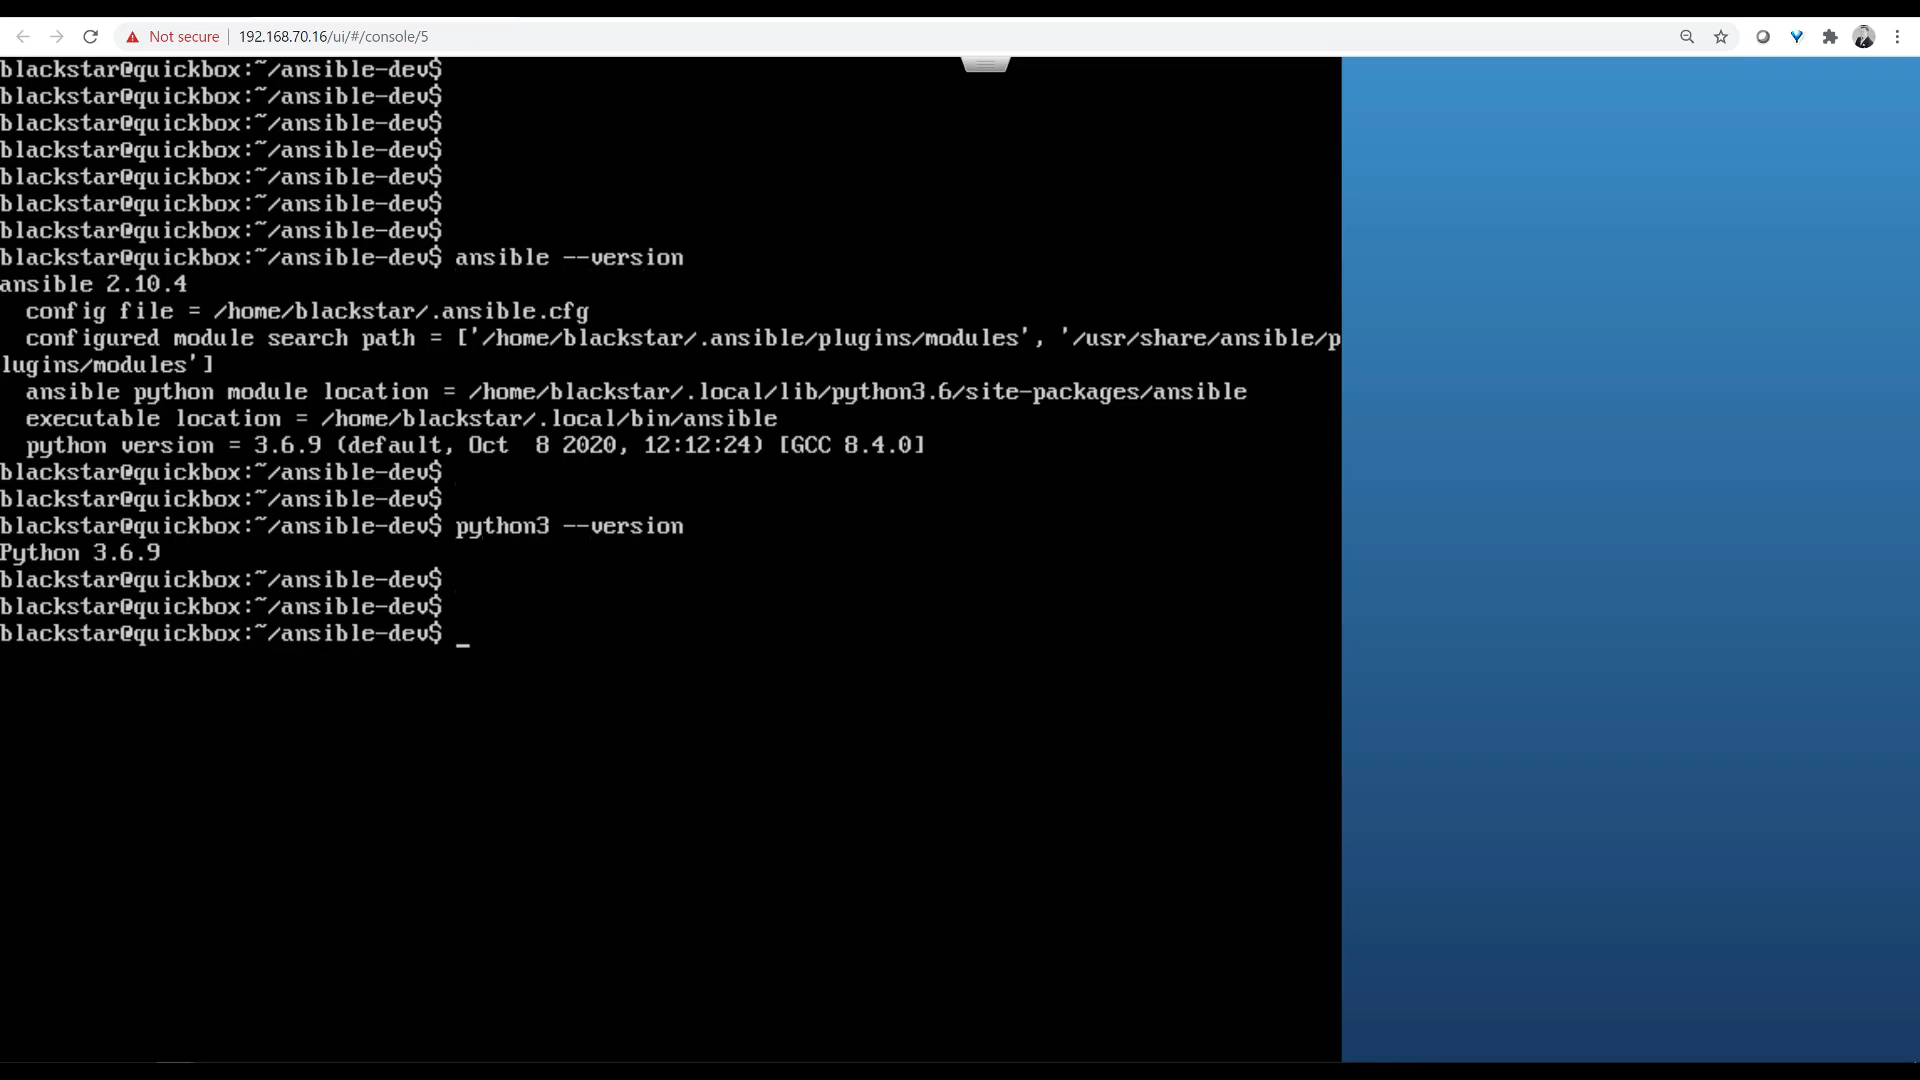 Not secure | 192.168.70.16/ui/#/console/5
blackstar@quickbox:~/ansible-dev$
blackstar@quickbox:~/ansible-dev$
blackstar@quickbox:~/ansible-dev$
blackstar@quickbox:~/ansible-dev$
blackstar@quickbox:~/ansible-dev$
blackstar@quickbox:~/ansible-dev$
blackstar@quickbox:~/ansible-dev$
blackstar@quickbox:~/ansible-dev$ ansible --version
ansible 2.10.4
  config file = /home/blackstar/.ansible.cfg
  configured module search path = ['/home/blackstar/.ansible/plugins/modules', '/usr/share/ansible/p
lugins/modules']
  ansible python module location = /home/blackstar/.local/lib/python3.6/site-packages/ansible
  executable location = /home/blackstar/.local/bin/ansible
  python version = 3.6.9 (default, Oct  8 2020, 12:12:24) [GCC 8.4.0]
blackstar@quickbox:~/ansible-dev$
blackstar@quickbox:~/ansible-dev$
blackstar@quickbox:~/ansible-dev$ python3 --version
Python 3.6.9
blackstar@quickbox:~/ansible-dev$
blackstar@quickbox:~/ansible-dev$
blackstar@quickbox:~/ansible-dev$ _